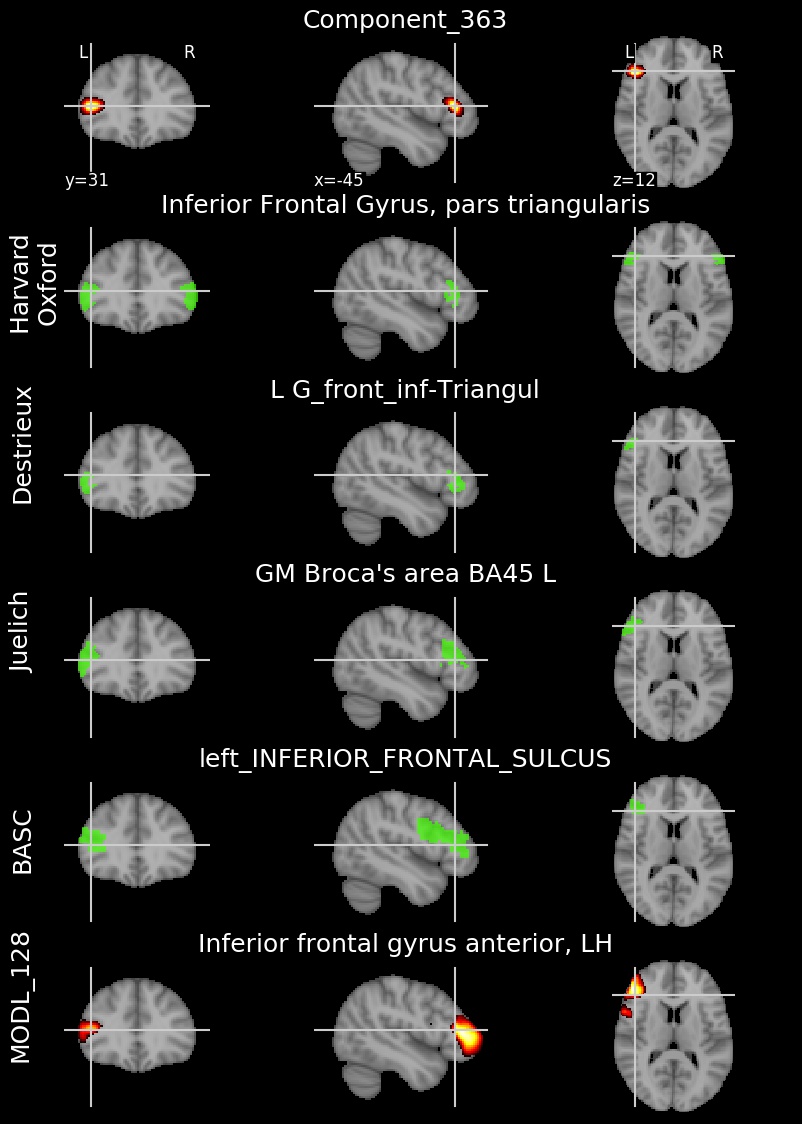 Component_363
L
R
L
R
y=31
x=-45
z=12
Inferior Frontal Gyrus, pars triangularis
Harvard
Oxford
L G_front_inf-Triangul
Destrieux
GM Broca's area BA45 L
Juelich
left_INFERIOR_FRONTAL_SULCUS
BASC
Inferior frontal gyrus anterior, LH
MODL_128